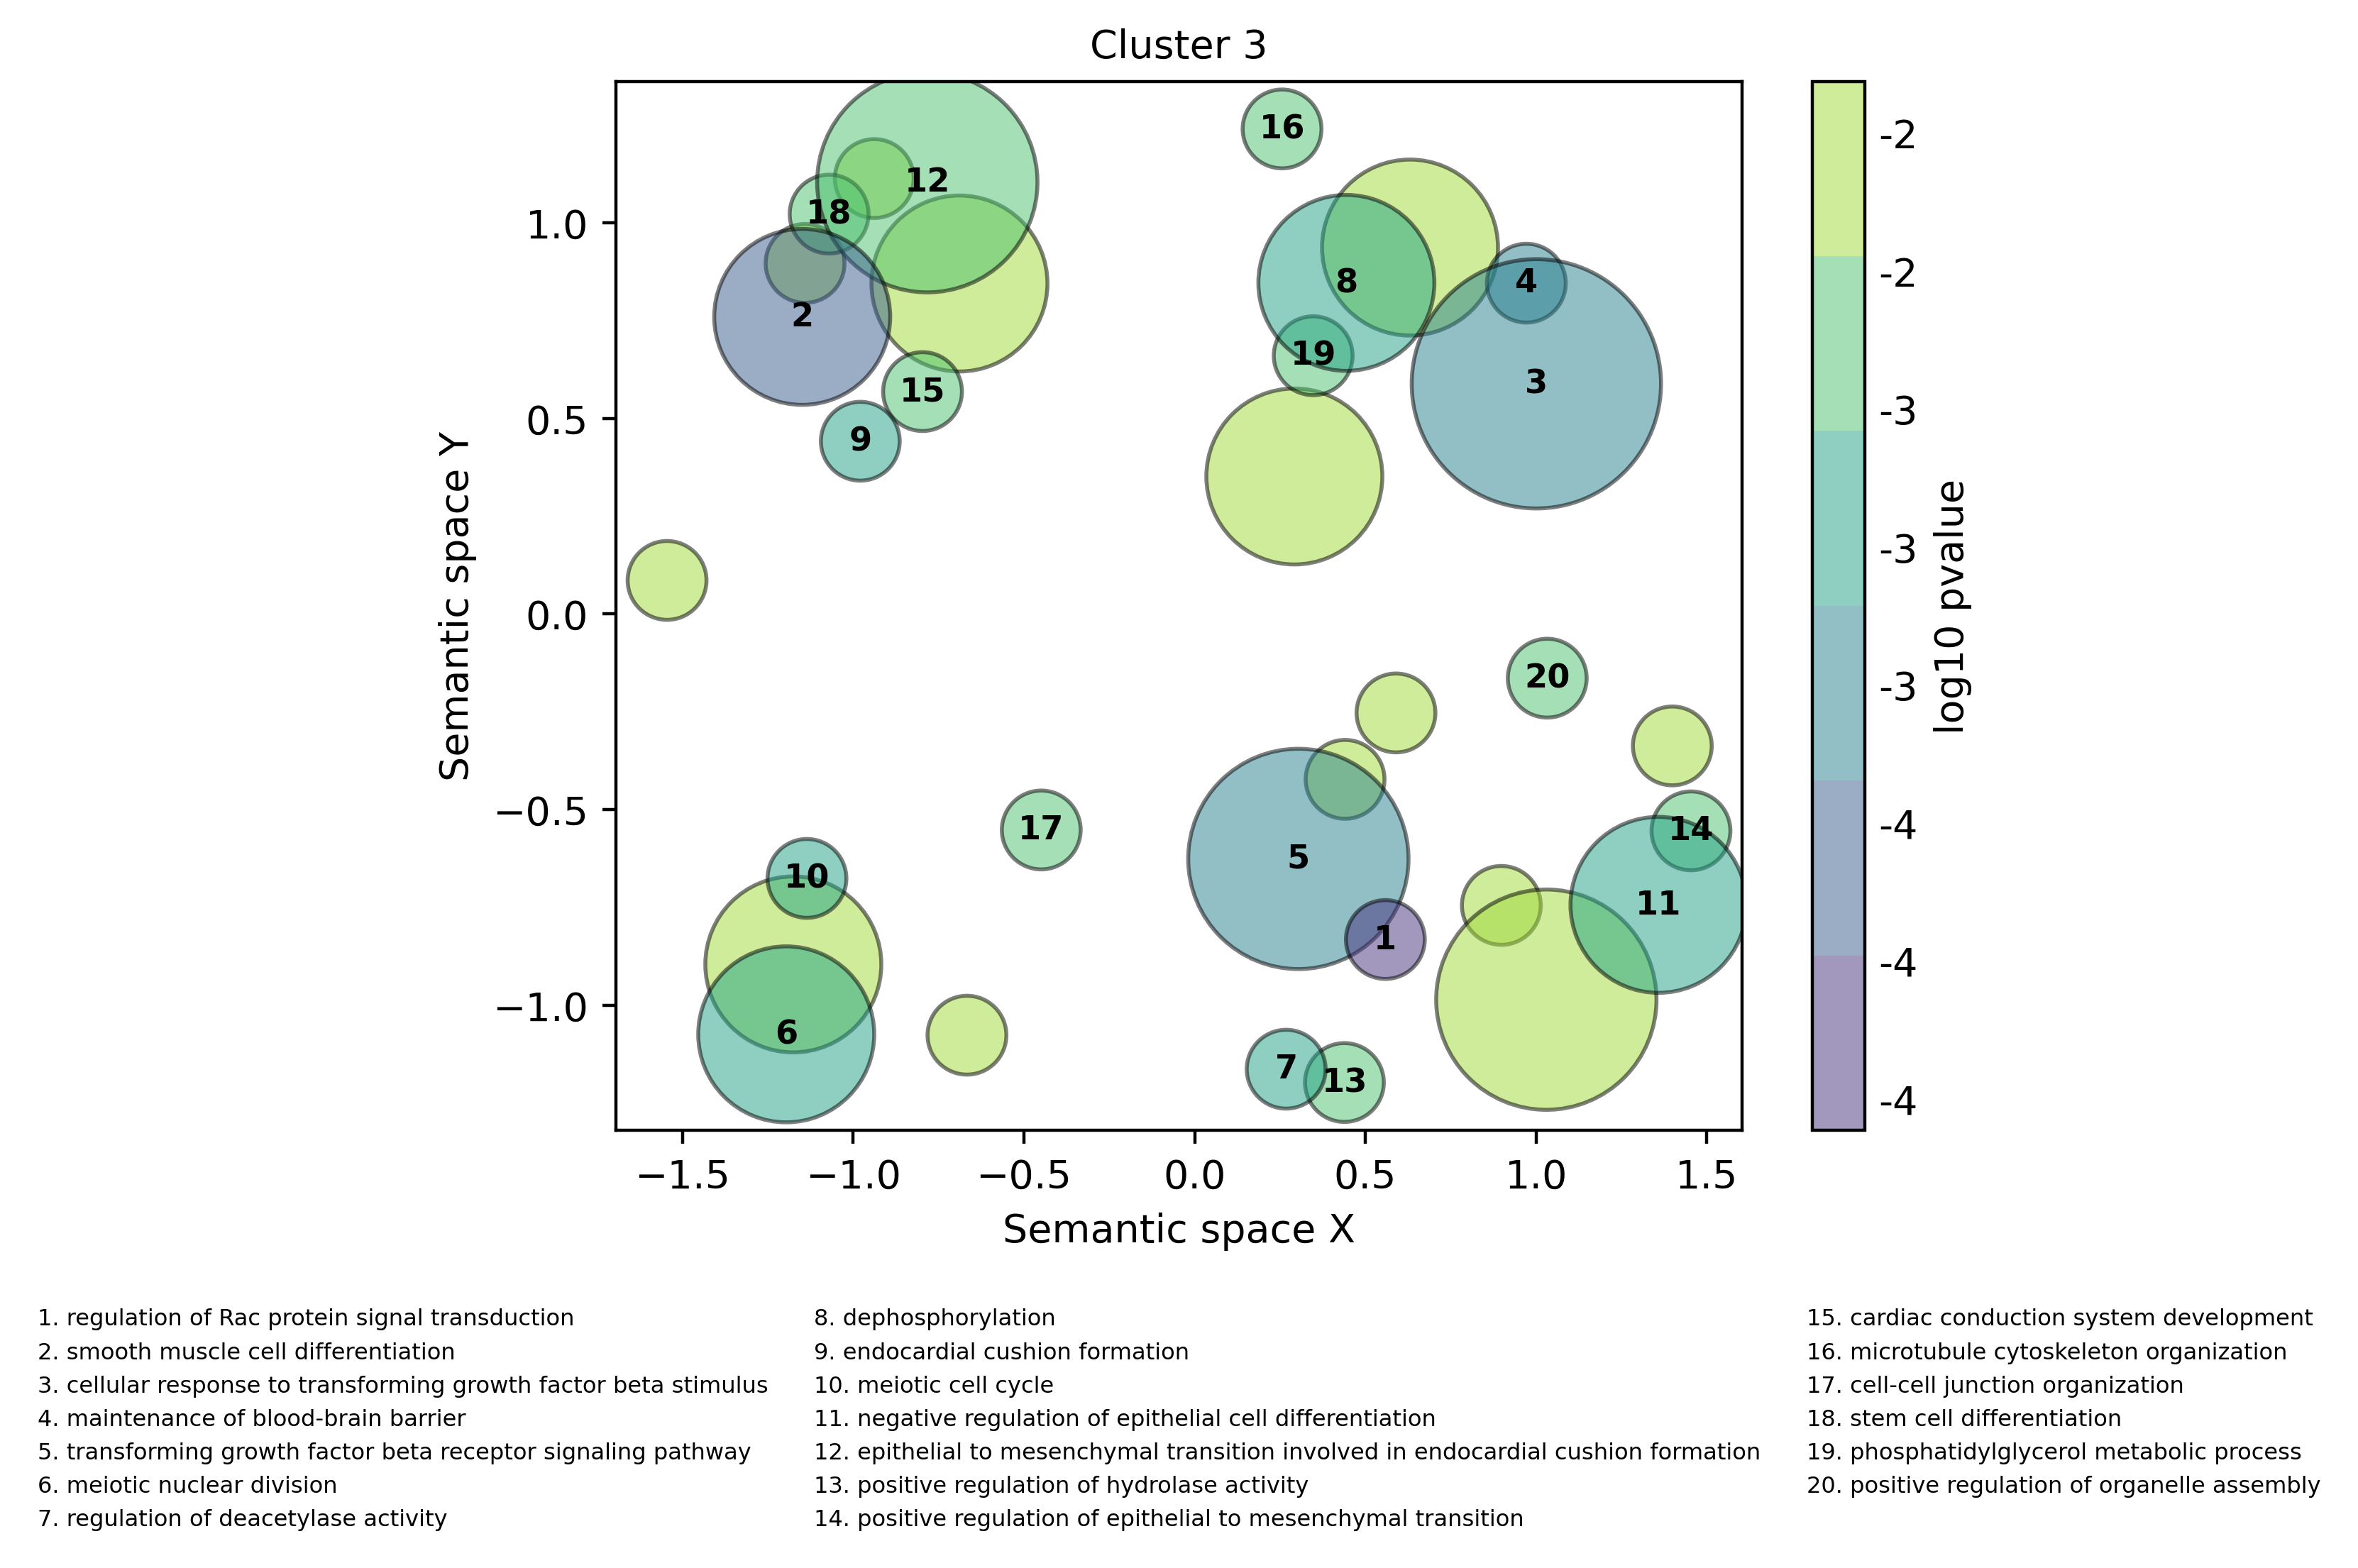 Cluster 3
16
12
18
8
4
2
19
3
15
9
20
17
14
5
10
11
1
6
7
13
1.0
0.5
0.0
−0.5
−1.0
Semantic space Y
−1.5
−1.0
−0.5
0.0
0.5
1.0
1.5
Semantic space X
-2
-2
-3
-3
-3
-4
-4
-4
log10 pvalue
1. regulation of Rac protein signal transduction
2. smooth muscle cell differentiation
3. cellular response to transforming growth factor beta stimulus
4. maintenance of blood-brain barrier
5. transforming growth factor beta receptor signaling pathway
6. meiotic nuclear division
7. regulation of deacetylase activity
8. dephosphorylation
9. endocardial cushion formation
10. meiotic cell cycle
11. negative regulation of epithelial cell differentiation
12. epithelial to mesenchymal transition involved in endocardial cushion formation
13. positive regulation of hydrolase activity
14. positive regulation of epithelial to mesenchymal transition
15. cardiac conduction system development
16. microtubule cytoskeleton organization
17. cell-cell junction organization
18. stem cell differentiation
19. phosphatidylglycerol metabolic process
20. positive regulation of organelle assembly